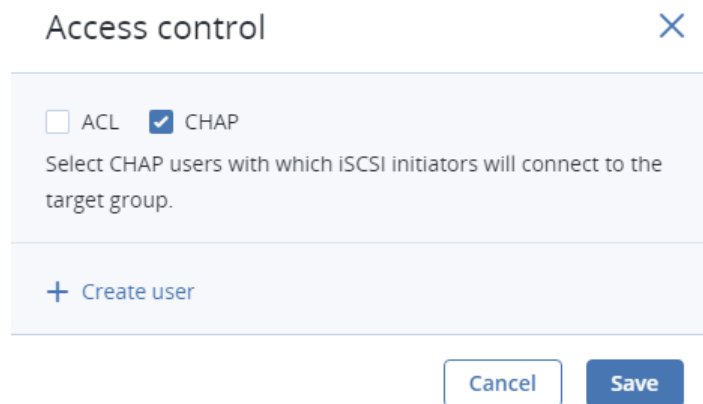 Access control
ACL CHAP
Select CHAP users with which iSCSI initiators will connect to the
target group.
Create user
Cancel Save